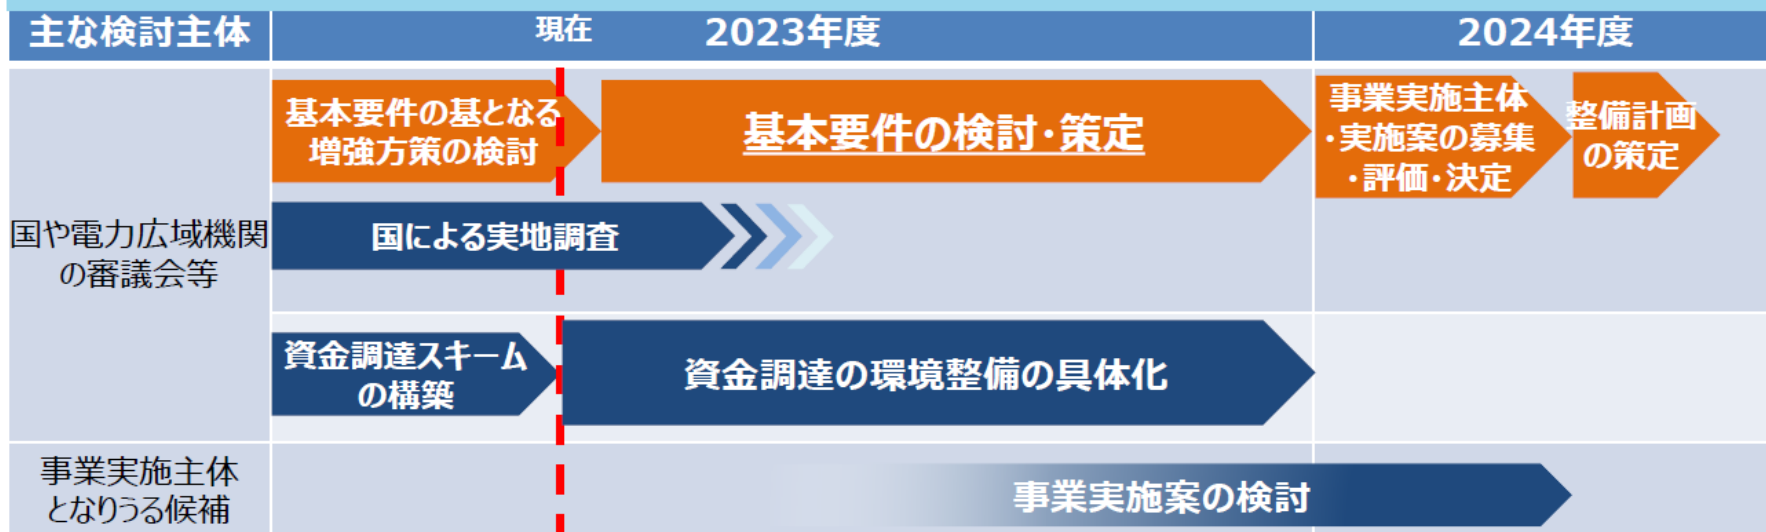 主な検討主体
現在
2023年度
2024年度
国や電力広域機関
の審議会等
基本要件の基となる
増強方策の検討
基本要件の検討・策定
事業実施主体
・実施案の募集
・評価・決定
整備計画
の策定
国による実地調査
資金調達スキーム
の構築
資金調達の環境整備の具体化
事業実施主体
となりうる候補
事業実施案の検討